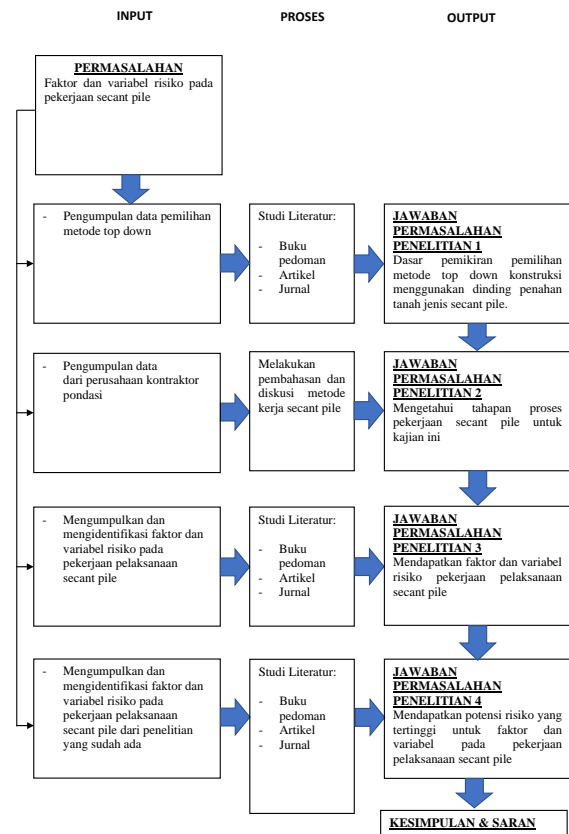 INPUT PROSES OUTPUT
PERMASALAHAN
Faktor dan variabel risiko pada
pekerjaan secant pile
- Pengumpulan data pemilihan
metode top down
Studi Literatur:
- Buku
pedoman
- Artikel
- Jurnal
JAWABAN
PERMASALAHAN
PENELITIAN 1
Dasar pemikiran pemilihan
metode top down konstruksi
menggunakan dinding penahan
tanah jenis secant pile.
- Pengumpulan data
dari perusahaan kontraktor
pondasi
Melakukan
pembahasan dan
diskusi metode
kerja secant pile
JAWABAN
PERMASALAHAN
PENELITIAN 2
Mengetahui tahapan proses
pekerjaan secant pile untuk
kajian ini
- Mengumpulkan dan
mengidentifikasi faktor dan
variabel risiko pada
pekerjaan pelaksanaan
secant pile
Studi Literatur:
- Buku
pedoman
- Artikel
- Jurnal
JAWABAN
PERMASALAHAN
PENELITIAN 3
Mendapatkan faktor dan variabel
risiko pekerjaan pelaksanaan
secant pile
- Mengumpulkan dan
mengidentifikasi faktor dan
variabel risiko pada
pekerjaan pelaksanaan
secant pile dari penelitian
yang sudah ada
Studi Literatur:
- Buku
pedoman
- Artikel
- Jurnal
JAWABAN
PERMASALAHAN
PENELITIAN 4
Mendapatkan potensi risiko yang
tertinggi untuk faktor dan
variabel pada pekerjaan
pelaksanaan secant pile
KESIMPULAN & SARAN